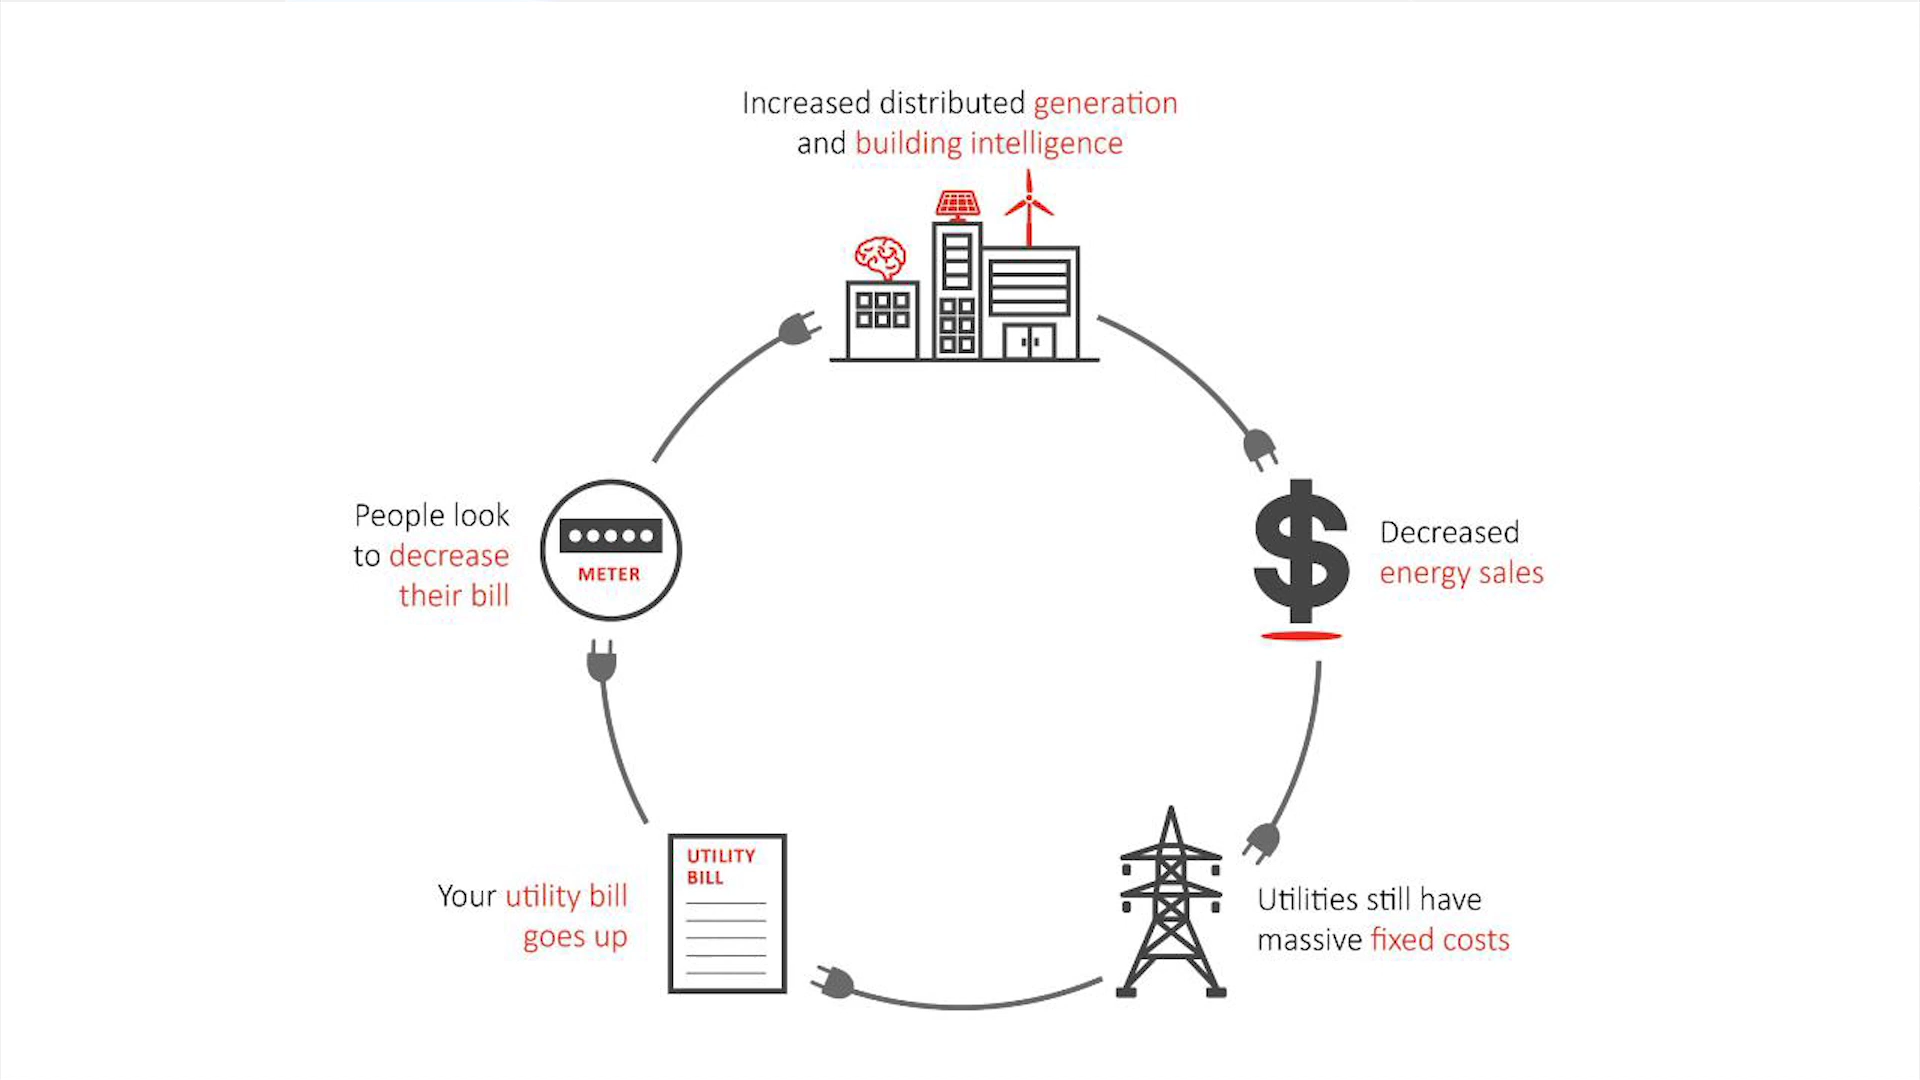 Increased distributed generation
and building intelligence
Decreased
energy sales
Utilities still have
massive fixed costs
UTILITY
BILL
Your utility bill
goes up
METER
People look
to decrease
their bill